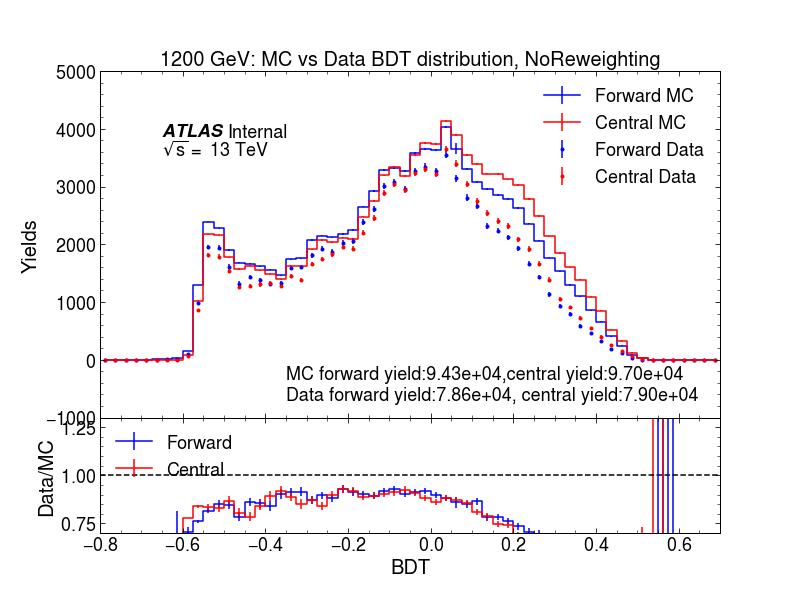 1200 GeV: MC vs Data BDT distribution, NoReweighting
5000
4000
3000
2000
1000
0
−1000
Yields
ATLAS Internal
√s = 13 TeV
Forward MC
Central MC
Forward Data
Central Data
MC forward yield:9.43e+04,central yield:9.70e+04
Data forward yield:7.86e+04, central yield:7.90e+04
1.25
1.00
0.75
Data/MC
Forward
Central
−0.8 −0.6 −0.4 −0.2 0.0 0.2 0.4 0.6
BDT